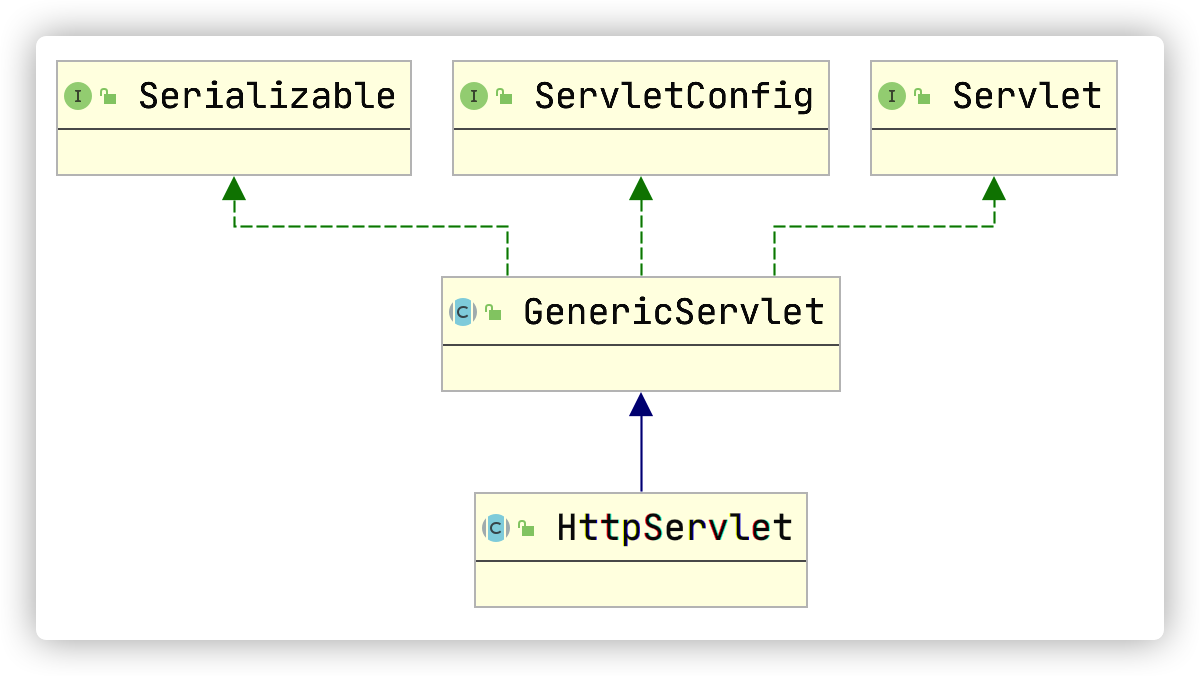 I Serializable
I ServletConfig
I Servlet
C GenericServlet
C HttpServlet